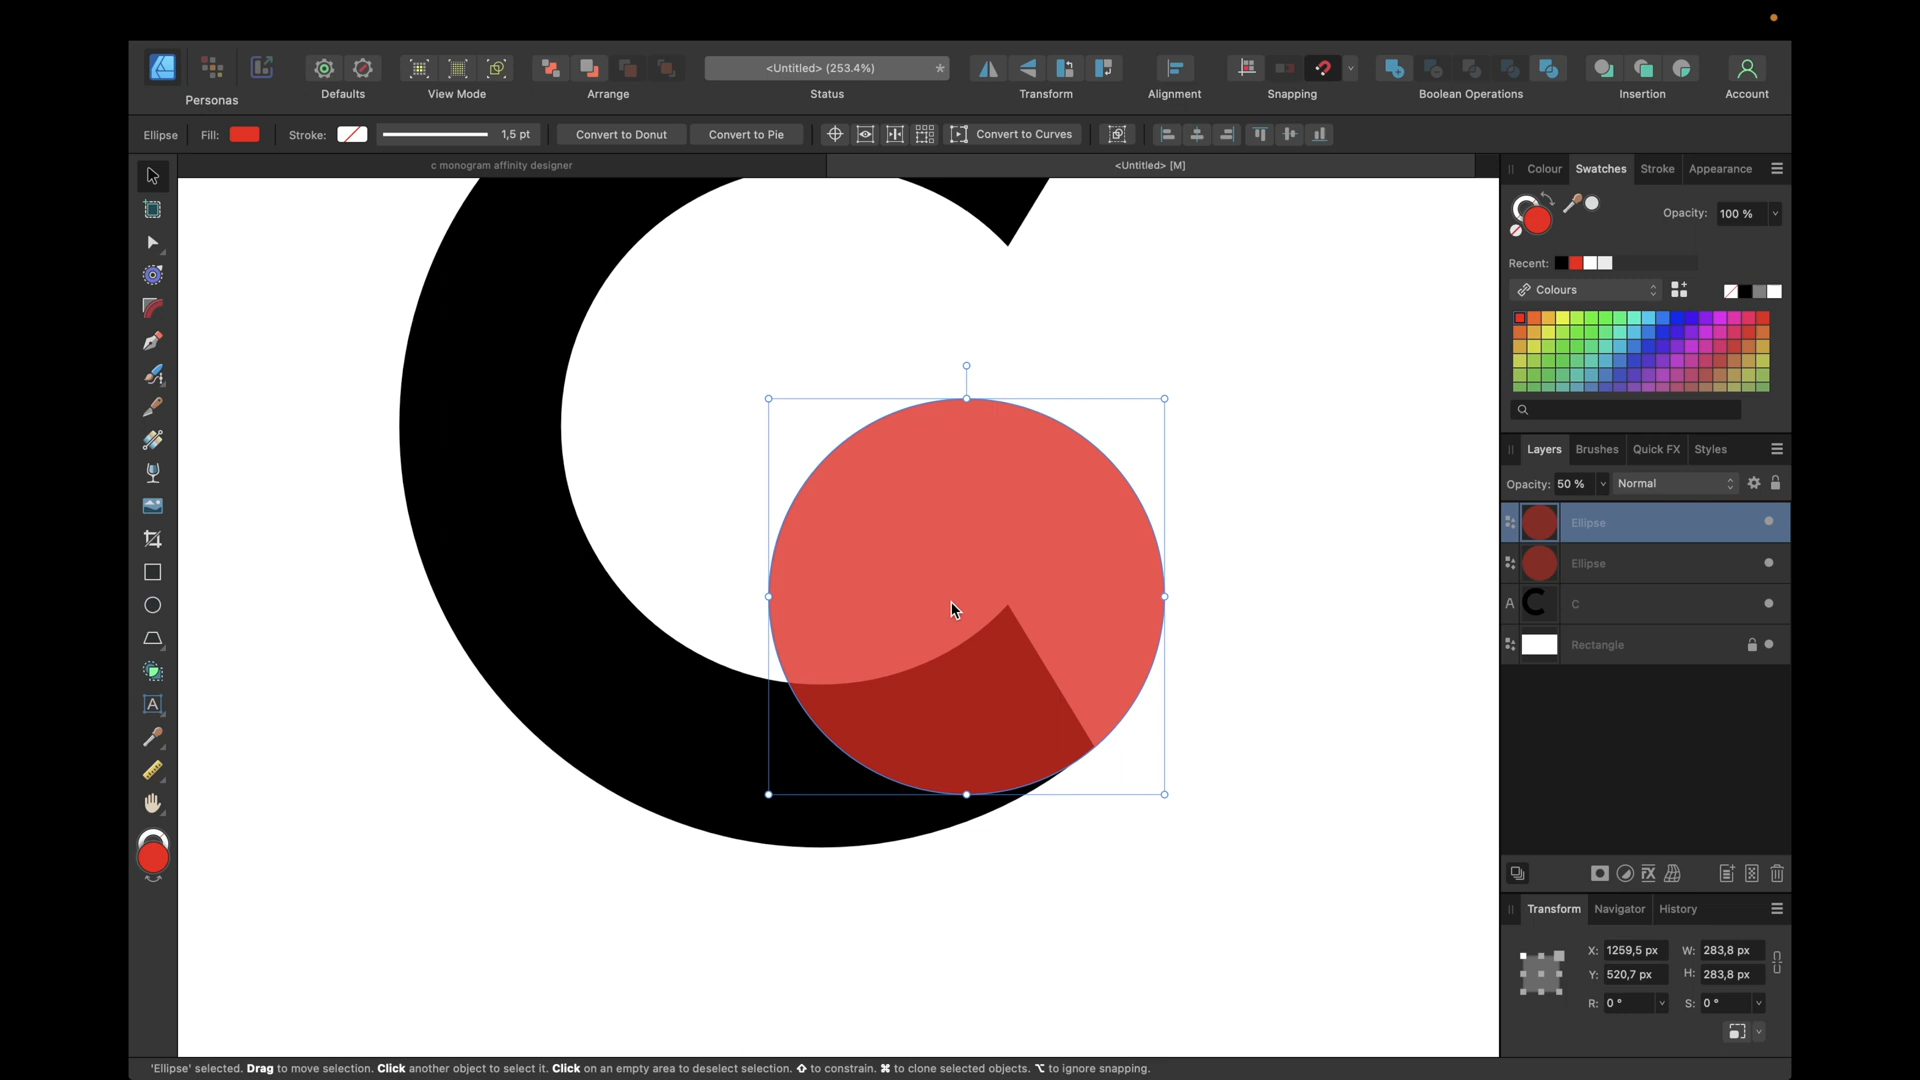 <Untitled> (253.4%)
*
Personas
Defaults
View Mode
Arrange
Status
Transform
Alignment
Snapping
Boolean Operations
Insertion
Account
Ellipse
Fill:
Stroke:
1,5 pt
Convert to Donut
Convert to Pie
Convert to Curves
c monogram affinity designer
<Untitled> [M]
Colour
Swatches
Stroke
Appearance
Opacity:
100 %
Recent:
Colours
Layers
Brushes
Quick FX
Styles
Opacity:
50 %
Normal
Ellipse
Ellipse
A
C
Rectangle
A
Transform
Navigator
History
X:
1259,5 px
W:
283,8 px
Y:
520,7 px
H:
283,8 px
R:
0 °
S:
0 °
'Ellipse' selected. Drag to move selection. Click another object to select it. Click on an empty area to deselect selection. ⇧ to constrain. ⌘ to clone selected objects. ⌥ to ignore snapping.